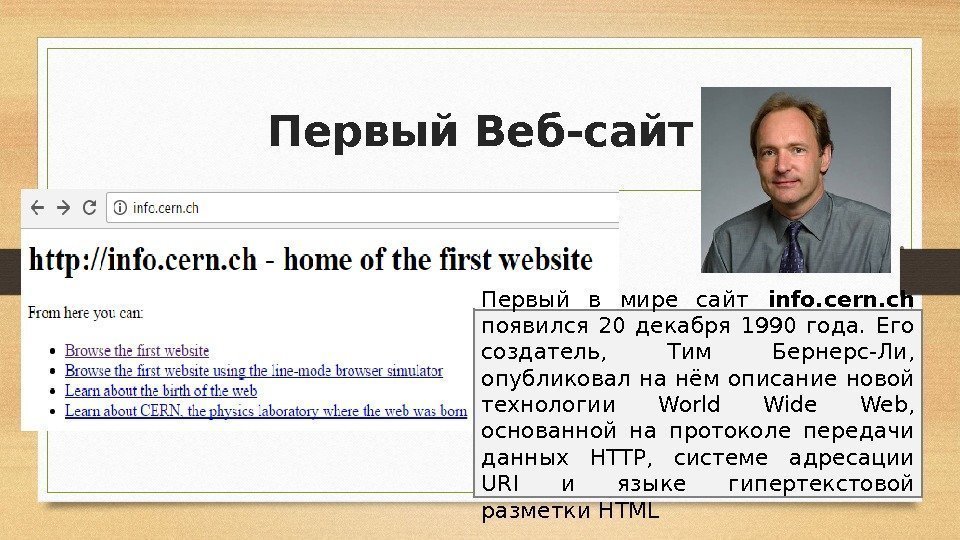 Первый Веб-сайт
info.cern.ch
http://info.cern.ch - home of the first website
From here you can:
Browse the first website
Browse the first website using the line-mode browser simulator
Learn about the birth of the web
Learn about CERN, the physics laboratory where the web was born
Первый в мире сайт info.cern.ch
появился 20 декабря 1990 года. Его
создатель, Тим Бернерс-Ли,
опубликовал на нём описание новой
технологии World Wide Web,
основанной на протоколе передачи
данных HTTP, системе адресации
URI и языке гипертекстовой
разметки HTML